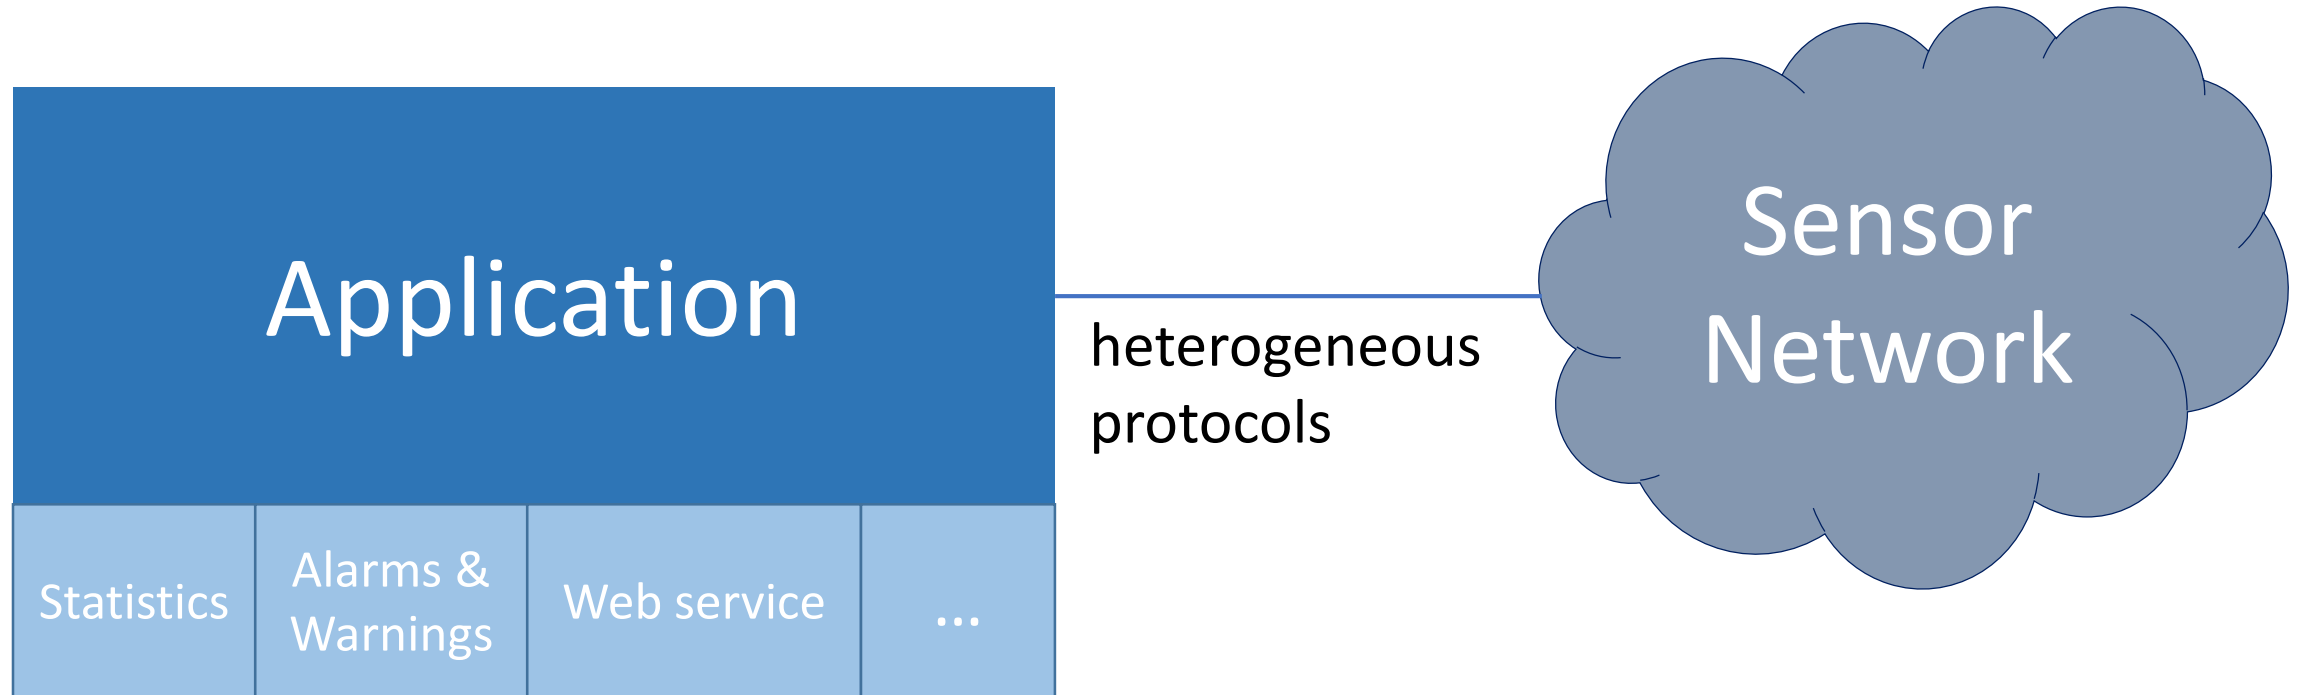 Application
Sensor
Network
heterogeneous
protocols
Statistics
Alarms &
Warnings
Web service
...